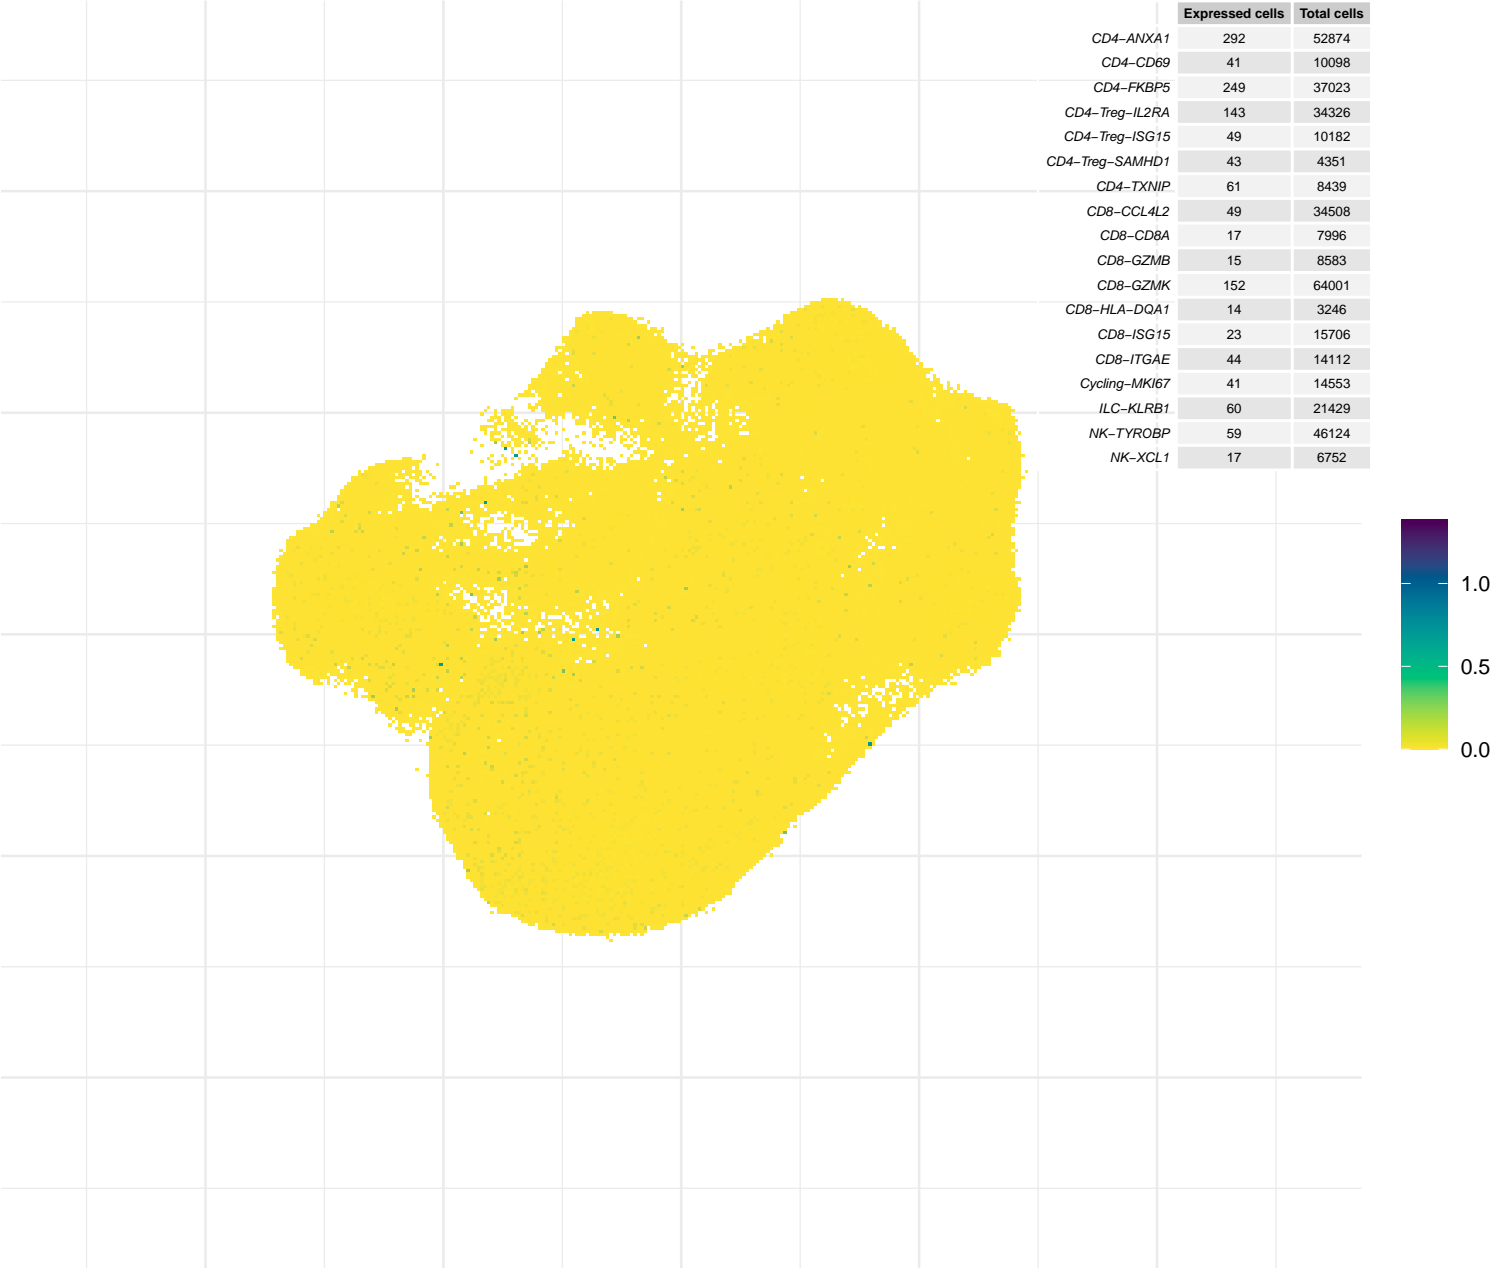 Expressed cells Total cells
CD4−ANXA1 292 52874
CD4−CD69 41 10098
CD4−FKBP5 249 37023
CD4−Treg−IL2RA 143 34326
CD4−Treg−ISG15 49 10182
CD4−Treg−SAMHD1 43 4351
CD4−TXNIP 61 8439
CD8−CCL4L2 49 34508
CD8−CD8A 17 7996
CD8−GZMB 15 8583
CD8−GZMK 152 64001
CD8−HLA−DQA1 14 3246
CD8−ISG15 23 15706
CD8−ITGAE 44 14112
Cycling−MKI67 41 14553
ILC−KLRB1 60 21429
NK−TYROBP 59 46124
NK−XCL1 17 6752
1.0
0.5
0.0